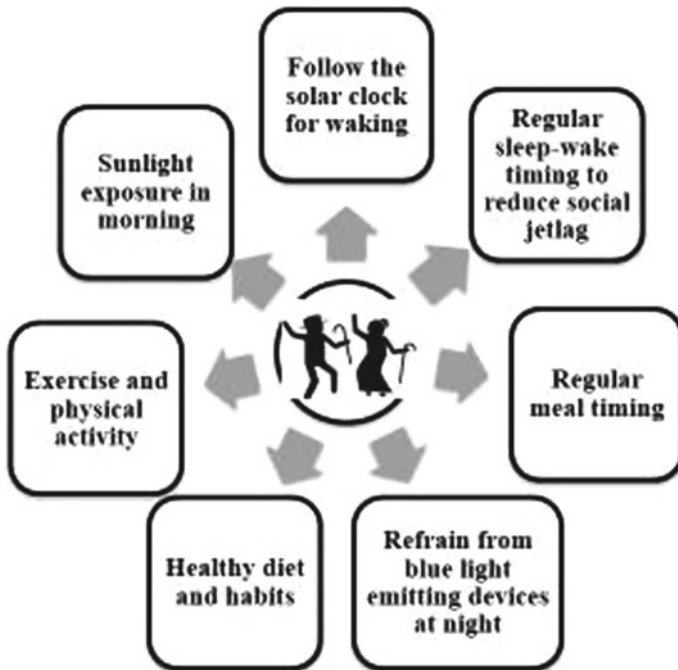 Follow the
solar clock
for waking
Regular
sleep-wake
timing to
reduce social
jetlag
Regular
meal timing
Refrain from
blue light
emitting devices
at night
Healthy diet
and habits
Exercise and
physical
activity
Sunlight
exposure in
morning